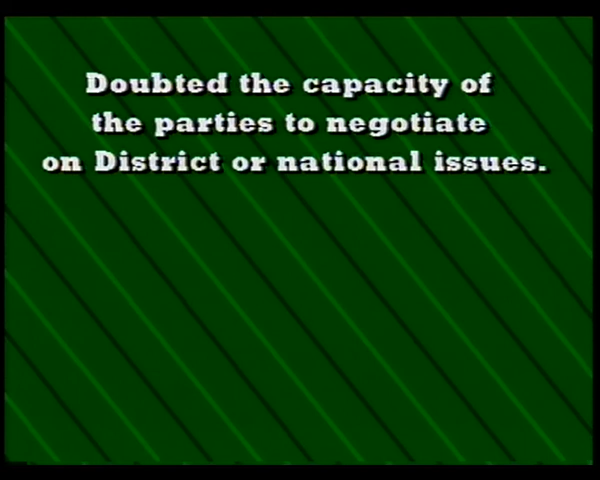 Doubted the capacity of
the parties to negotiate
on District or national issues.